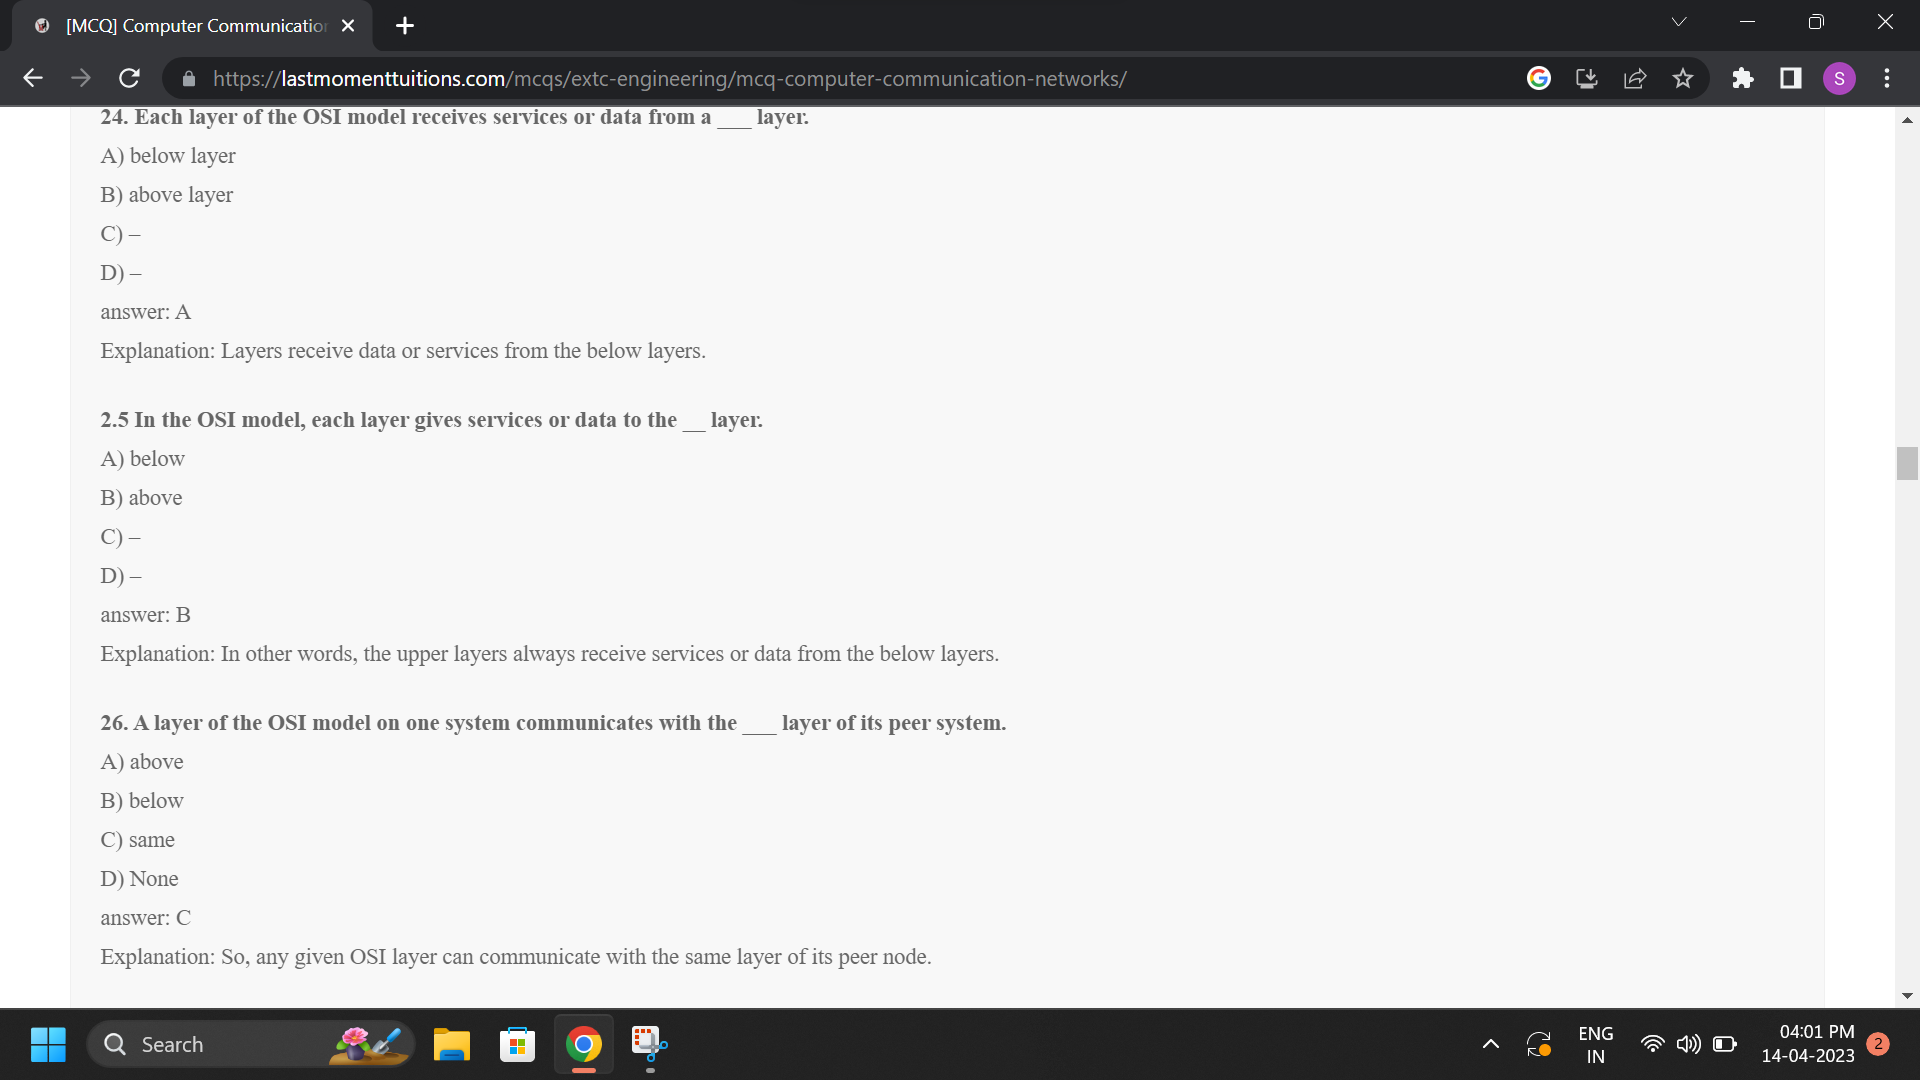 [MCQ] Computer Communication
https://lastmomenttuitions.com/mcqs/extc-engineering/mcq-computer-communication-networks/
S
24. Each layer of the OSI model receives services or data from a ___ layer.
A) below layer
B) above layer
C) –
D) –
answer: A
Explanation: Layers receive data or services from the below layers.
2.5 In the OSI model, each layer gives services or data to the __ layer.
A) below
B) above
C) –
D) –
answer: B
Explanation: In other words, the upper layers always receive services or data from the below layers.
26. A layer of the OSI model on one system communicates with the ___ layer of its peer system.
A) above
B) below
C) same
D) None
answer: C
Explanation: So, any given OSI layer can communicate with the same layer of its peer node.
Search
ENG
IN
04:01 PM
14-04-2023
2